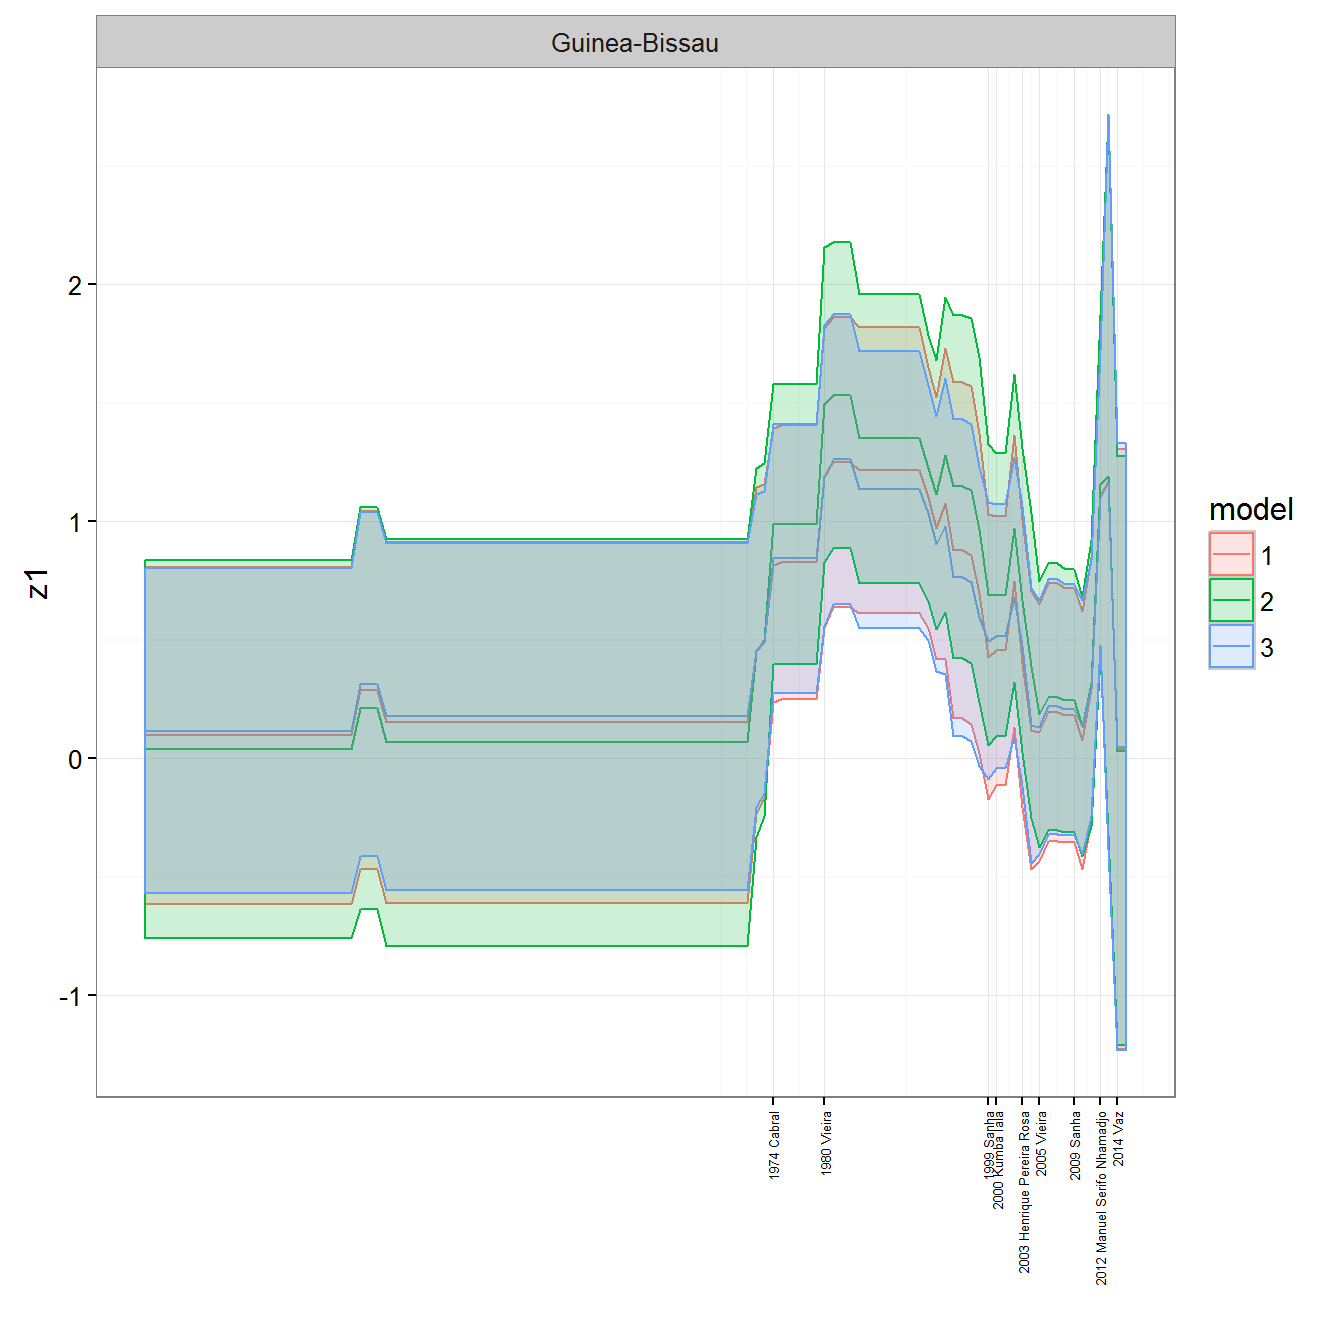 Guinea-Bissau
z1
2
1
0
-1
1974 Cabral
1980 Vieira
1999 Sanha
2000 Kumba Iala
2003 Henrique Pereira Rosa
2005 Vieira
2009 Sanha
2012 Manuel Serifo Nhamadjo
2014 Vaz
model
1
2
3